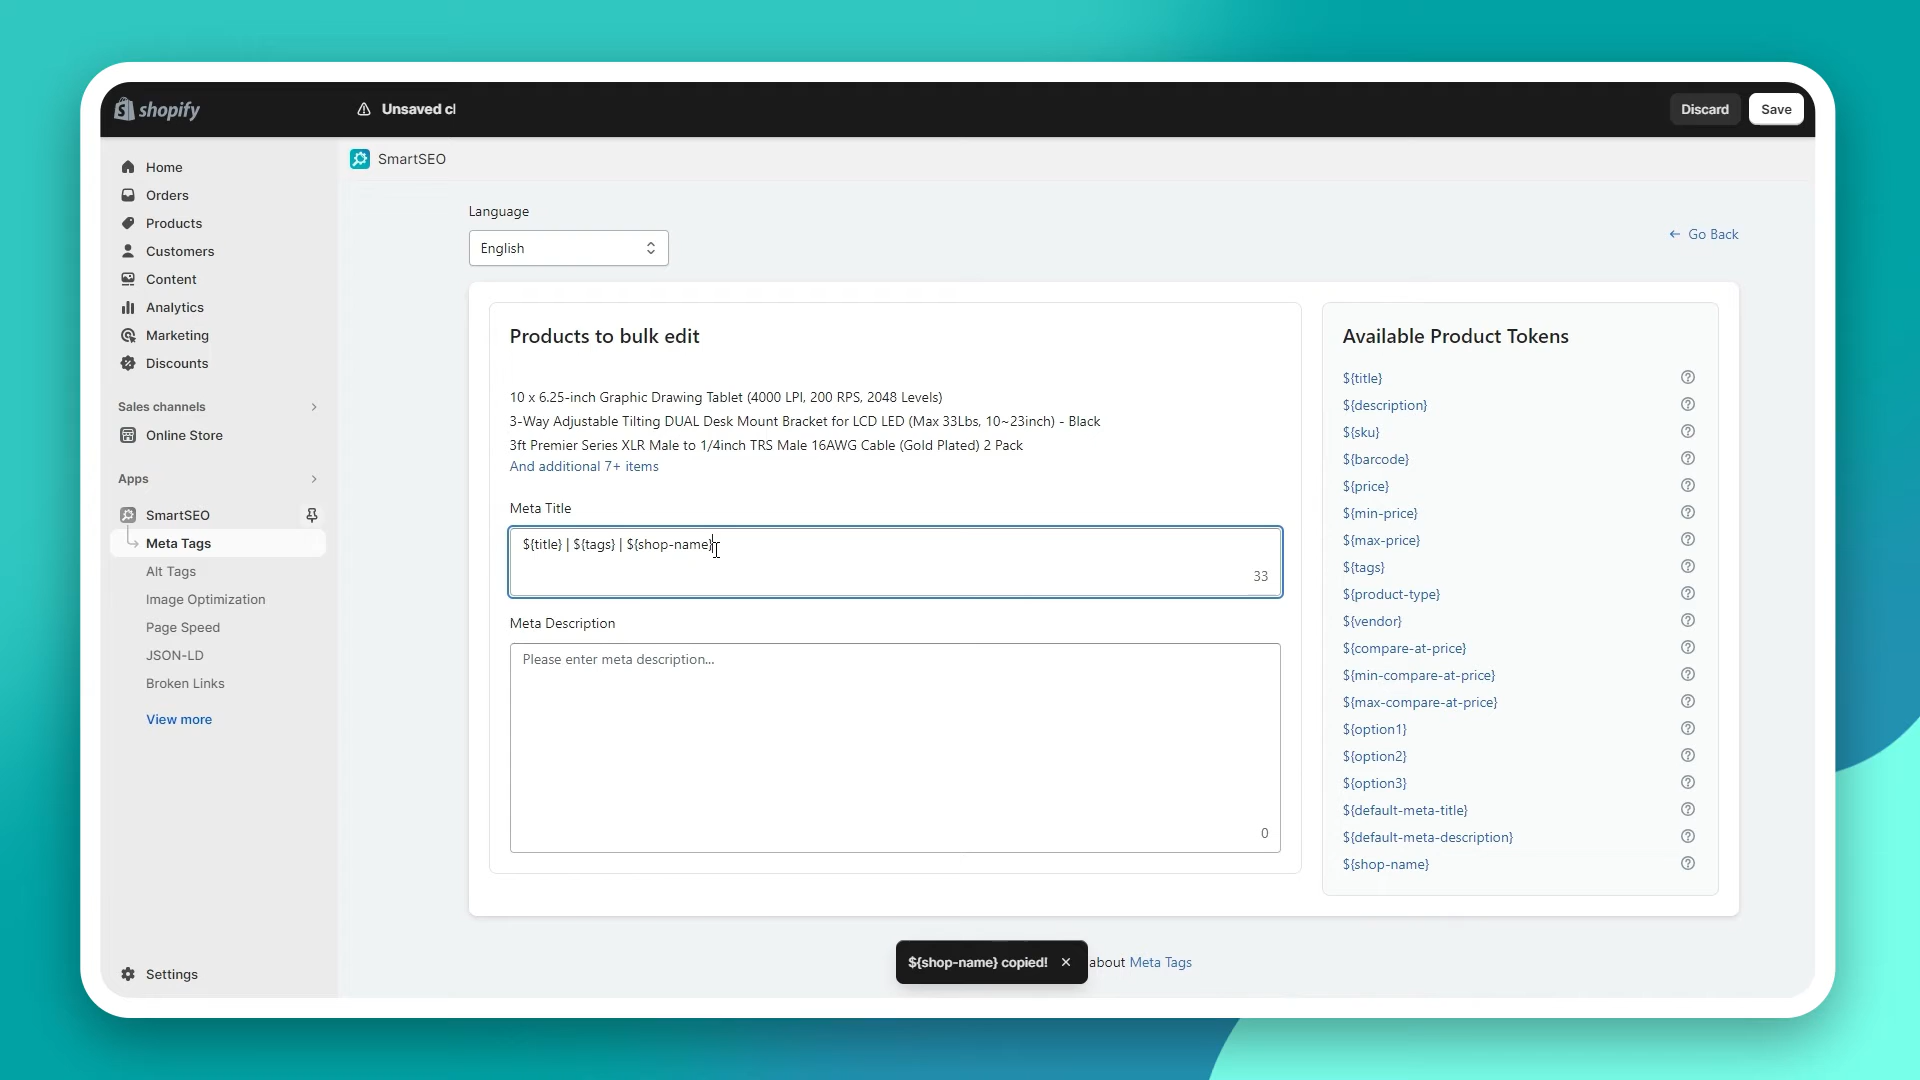 shopify
Unsaved cl
Discard
Save
Home
Orders
Products
Customers
Content
Analytics
Marketing
Discounts
Sales channels
Online Store
Apps
SmartSEO
Meta Tags
Alt Tags
Image Optimization
Page Speed
JSON-LD
Broken Links
View more
Settings
SmartSEO
Language
English
← Go Back
Products to bulk edit
10 x 6.25-inch Graphic Drawing Tablet (4000 LPI, 200 RPS, 2048 Levels)
3-Way Adjustable Tilting DUAL Desk Mount Bracket for LCD LED (Max 33Lbs, 10~23inch) - Black
3ft Premier Series XLR Male to 1/4inch TRS Male 16AWG Cable (Gold Plated) 2 Pack
And additional 7+ items
Meta Title
${title} | ${tags} | ${shop-name}
33
Meta Description
Please enter meta description...
0
Available Product Tokens
${title}
${description}
${sku}
${barcode}
${price}
${min-price}
${max-price}
${tags}
${product-type}
${vendor}
${compare-at-price}
${min-compare-at-price}
${max-compare-at-price}
${option1}
${option2}
${option3}
${default-meta-title}
${default-meta-description}
${shop-name}
${shop-name} copied! ×
about Meta Tags